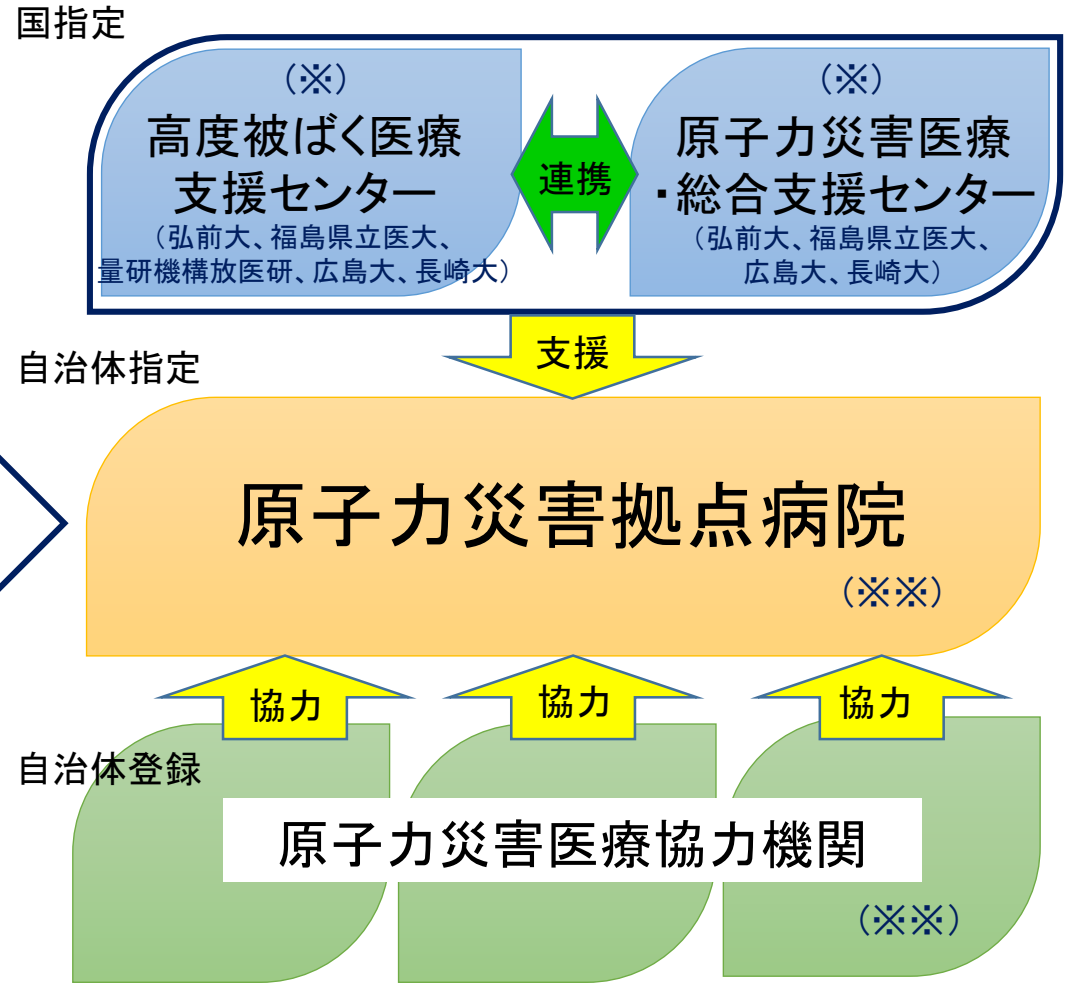 国指定
(※)
高度被ばく医療
支援センター
(弘前大、福島県立医大、
量研機構放医研、広島大、長崎大)
連携
(※)
原子力災害医療
・総合支援センター
(弘前大、福島県立医大、
広島大、長崎大)
支援
自治体指定
原子力災害拠点病院
(※※)
協力
協力
協力
自治体登録
原子力災害医療協力機関
(※※)